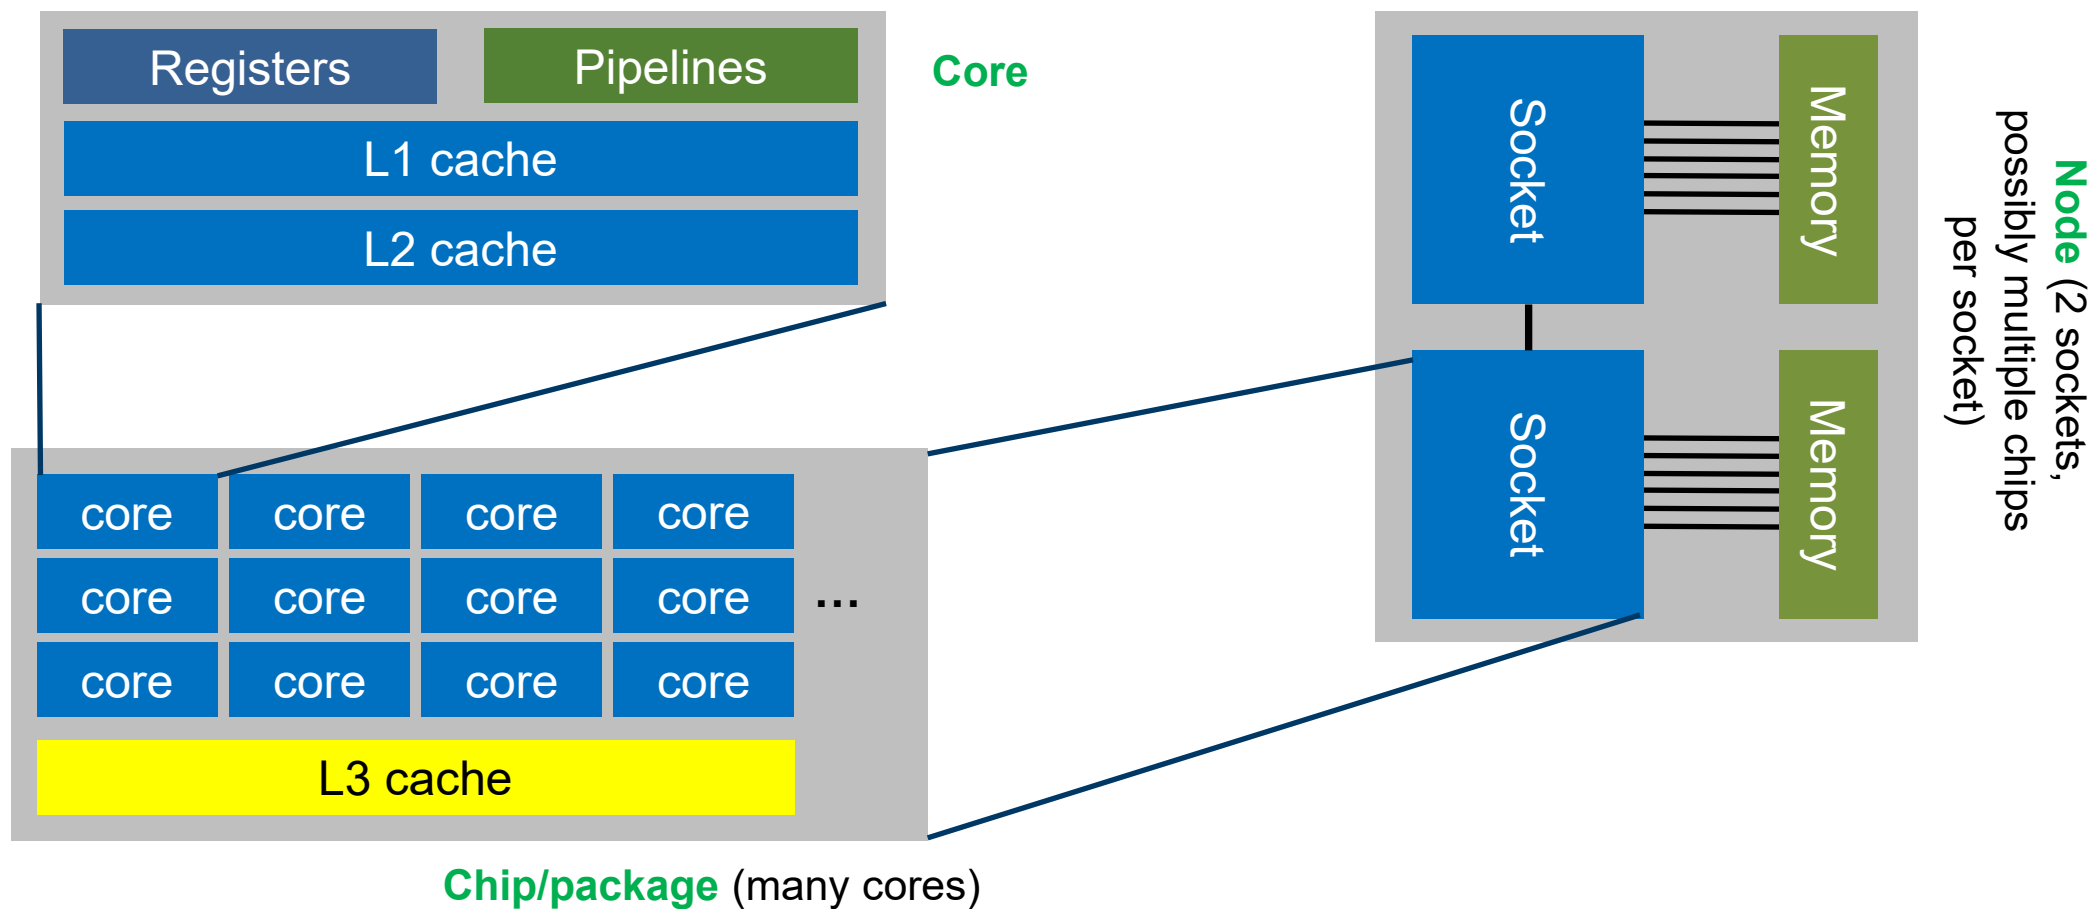 Registers
Pipelines
L1 cache
L2 cache
Core
core core core core
core core core core ...
core core core core
L3 cache
Chip/package (many cores)
Socket
Memory
Socket
Memory
Node (2 sockets,
possibly multiple chips
per socket)